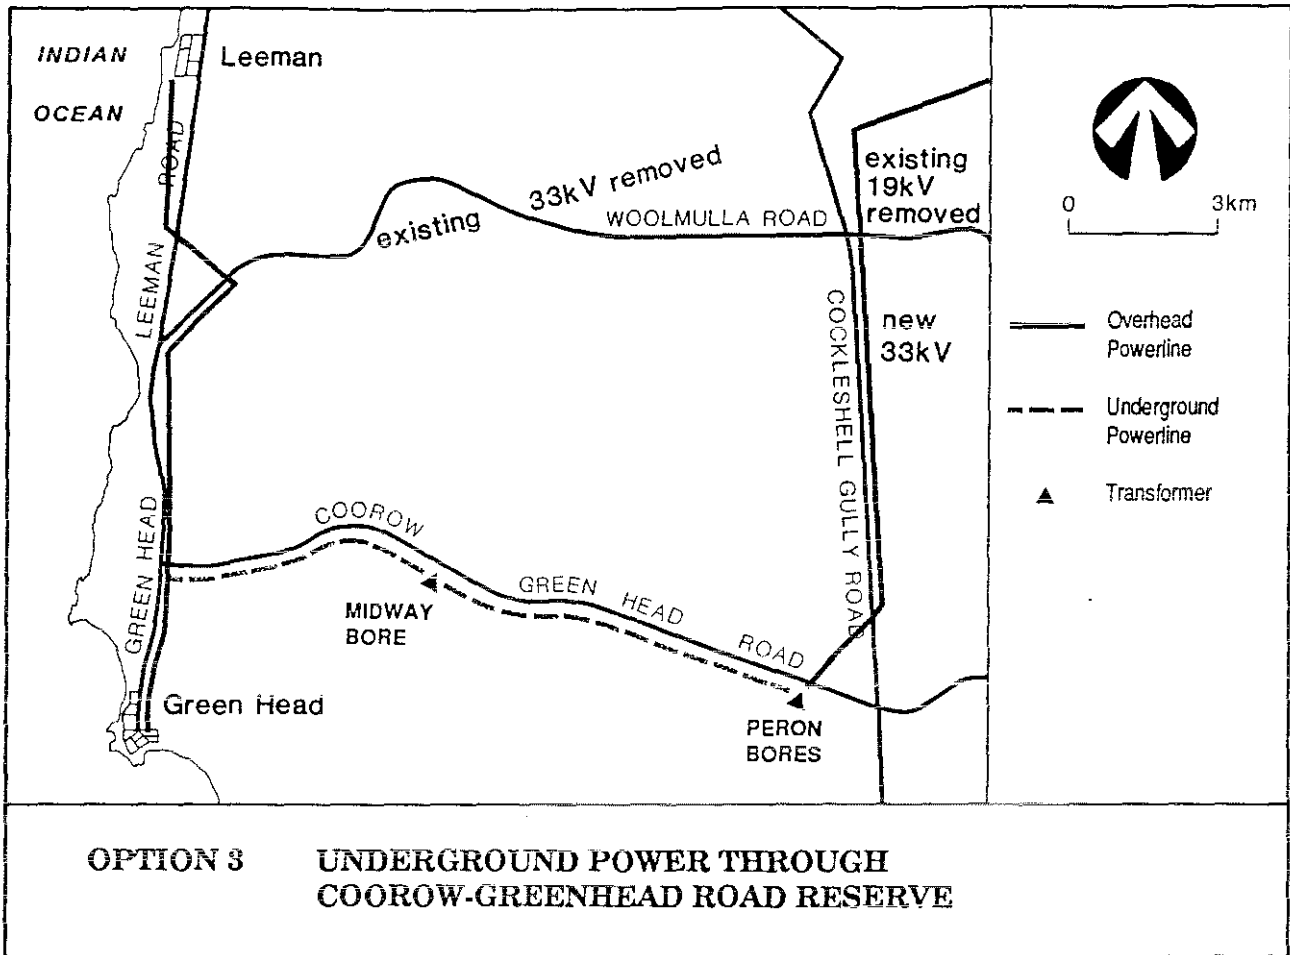 INDIAN
OCEAN
Leeman
ROAD
LEEMAN
GREEN HEAD
Green Head
existing
33kV removed
WOOLMULLA ROAD
existing
19kV
removed
new
33kV
COCKLESHELL GULLY ROAD
COOROW
GREEN HEAD ROAD
MIDWAY
BORE
PERON
BORES
0 3km
Overhead
Powerline
Underground
Powerline
Transformer
OPTION 3 UNDERGROUND POWER THROUGH
COOROW-GREENHEAD ROAD RESERVE